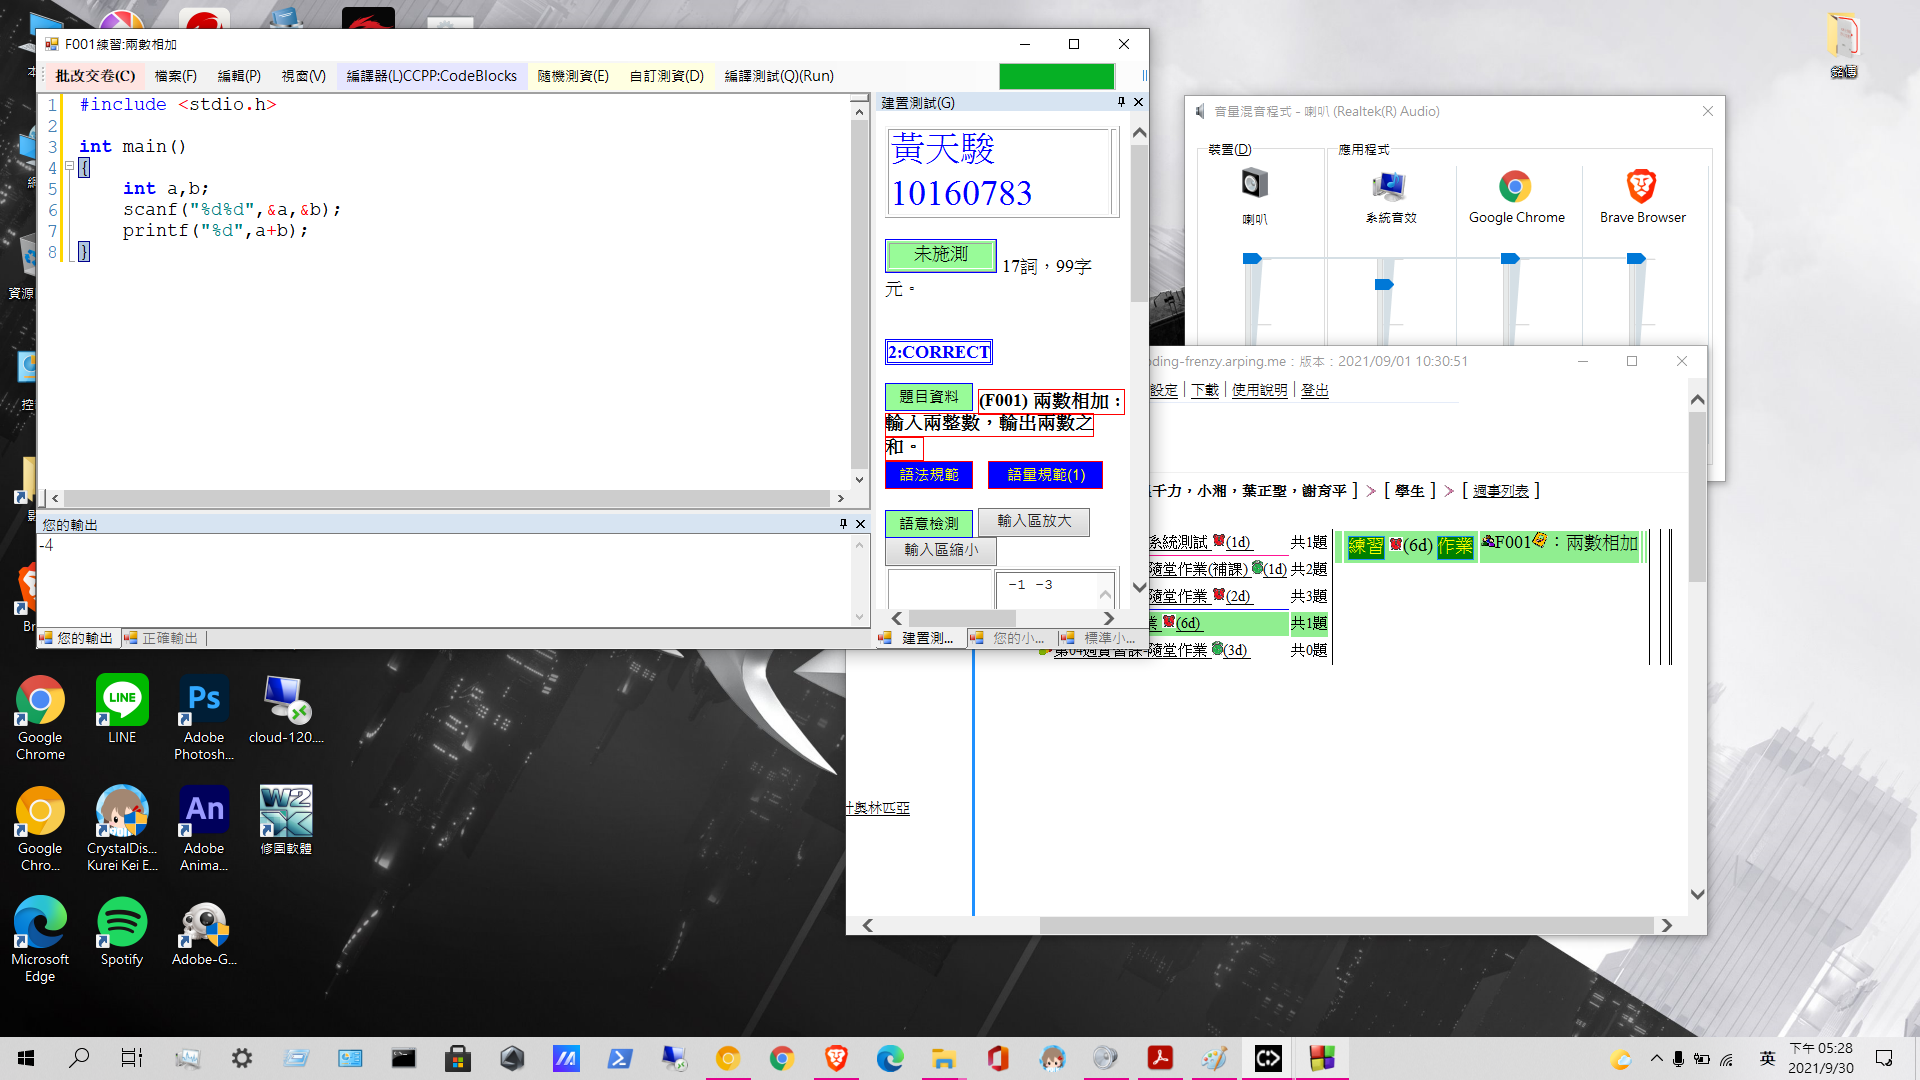 F001練習:兩數相加
批改交卷(C) 檔案(F) 編輯(P) 視窗(V) 編譯器(L)CCPP:CodeBlocks 隨機測資(E) 自訂測資(D) 編譯測試(Q)(Run)
1 #include <stdio.h>
2
3 int main()
4 {
5 int a,b;
6 scanf("%d%d",&a,&b);
7 printf("%d",a+b);
8 }
您的輸出
-4
您的輸出 正確輸出
建置測試(G)
黃天駿
10160783
未施測 17詞，99字
元。
2:CORRECT
題目資料 (F001) 兩數相加：
輸入兩整數，輸出兩數之
和。
語法規範 語量規範(1)
語意檢測 輸入區放大
輸入區縮小
-1 -3
建置測... 您的小... 標準小...
音量混音程式 - 喇叭 (Realtek(R) Audio)
裝置(D) 應用程式
喇叭 系統音效 Google Chrome Brave Browser
oding-frenzy.arping.me：版本：2021/09/01 10:30:51
設定 | 下載 | 使用說明 | 登出
千力，小湘，葉正聖，謝育平 ] > [ 學生 ] > [ 週事列表 ]
系統測試 (1d) 共1題
隨堂作業(補課) (1d) 共2題
隨堂作業 (2d) 共3題
業 (6d) 共1題
隨堂作業 (3d) 共0題
練習 (6d) 作業 F001：兩數相加
計奧林匹亞
銘傳
資源
Google Chrome
LINE
Adobe Photosh...
cloud-120....
Google Chro...
CrystalDis... Kurei Kei E...
Adobe Anima...
修圖軟體
Microsoft Edge
Spotify
Adobe-G...
英
下午 05:28
2021/9/30